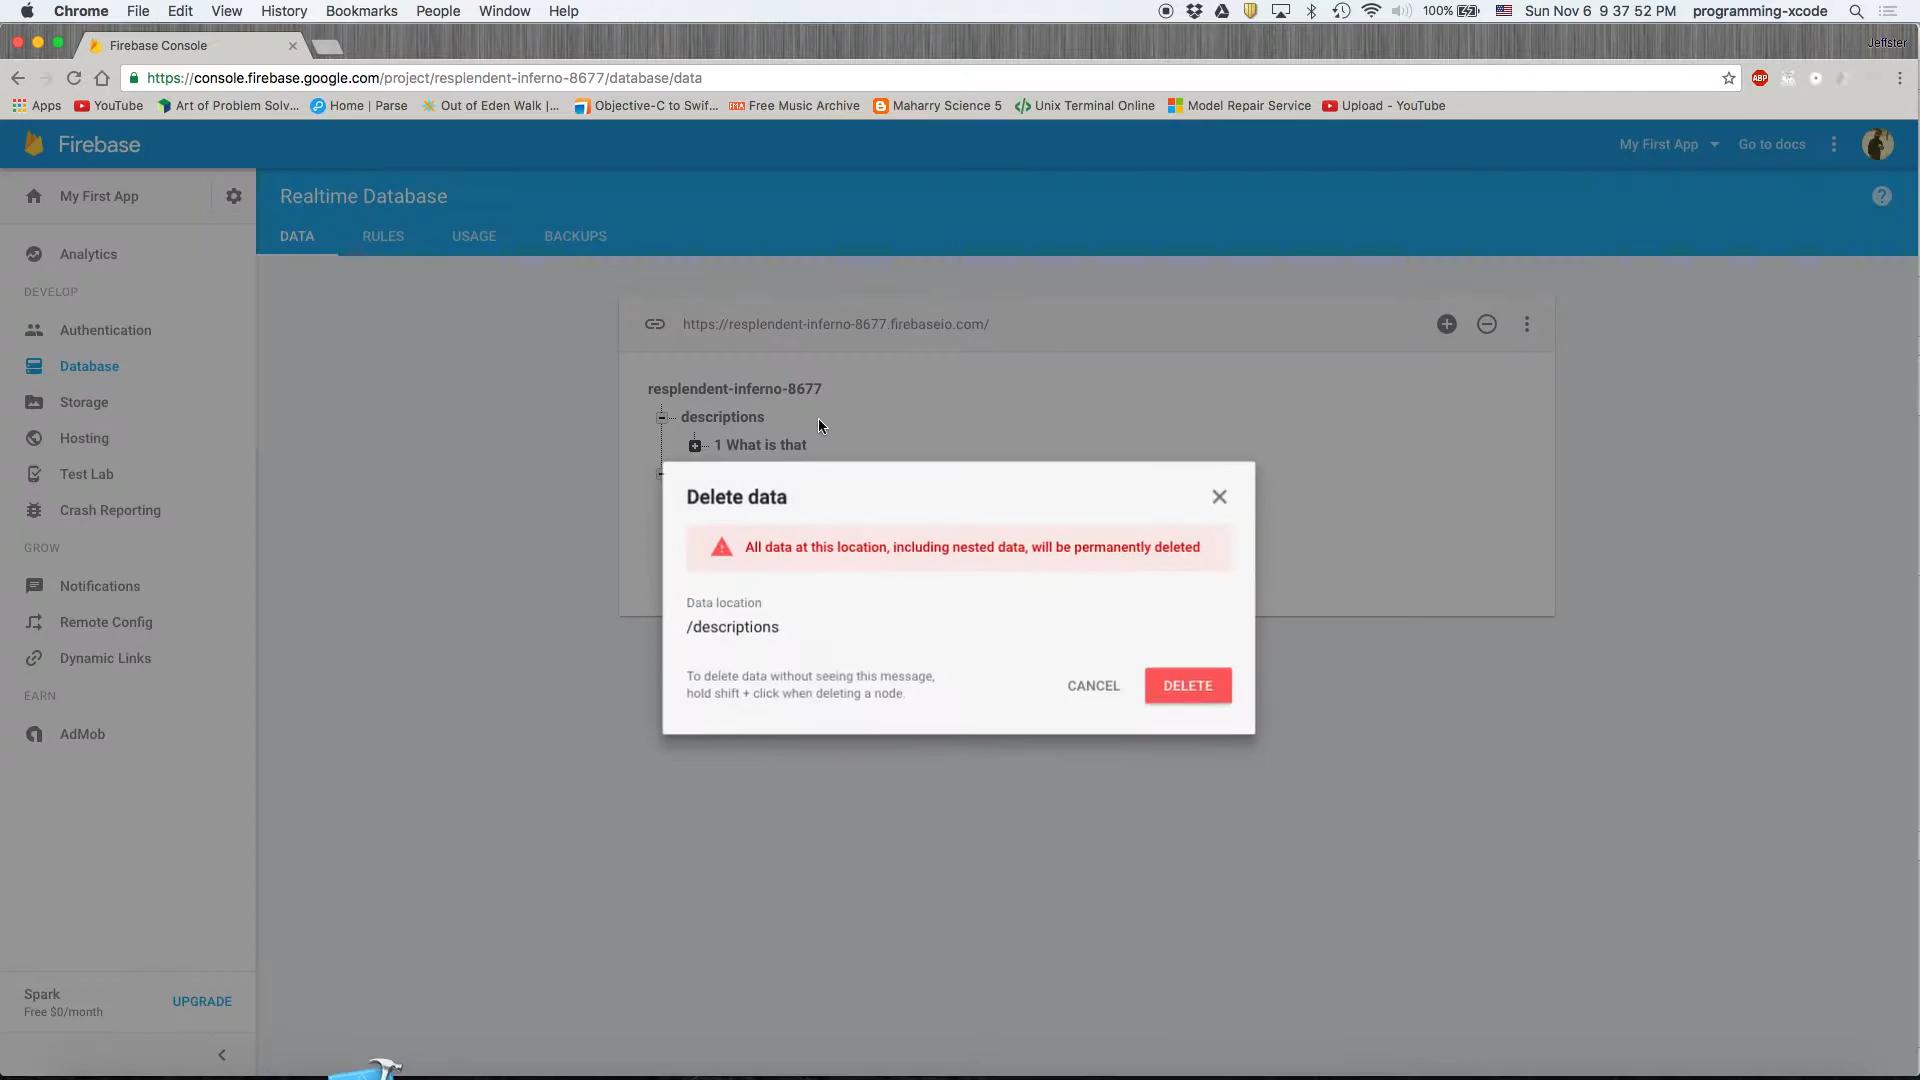 Chrome File Edit View History Bookmarks People Window Help 100% Sun Nov 6 9 37 52 PM programming-xcode
Firebase Console Jeffster
https://console.firebase.google.com/project/resplendent-inferno-8677/database/data ABP
Apps YouTube Art of Problem Solv... Home | Parse Out of Eden Walk |... Objective-C to Swif... FMA Free Music Archive Maharry Science 5 Unix Terminal Online Model Repair Service Upload - YouTube
Firebase My First App Go to docs
My First App
Realtime Database
DATA RULES USAGE BACKUPS
Analytics
DEVELOP
Authentication
Database
Storage
Hosting
Test Lab
Crash Reporting
GROW
Notifications
Remote Config
Dynamic Links
EARN
AdMob
Spark
Free $0/month
UPGRADE
https://resplendent-inferno-8677.firebaseio.com/
resplendent-inferno-8677
descriptions
1 What is that
Delete data
All data at this location, including nested data, will be permanently deleted
Data location
/descriptions
To delete data without seeing this message,
hold shift + click when deleting a node.
CANCEL DELETE